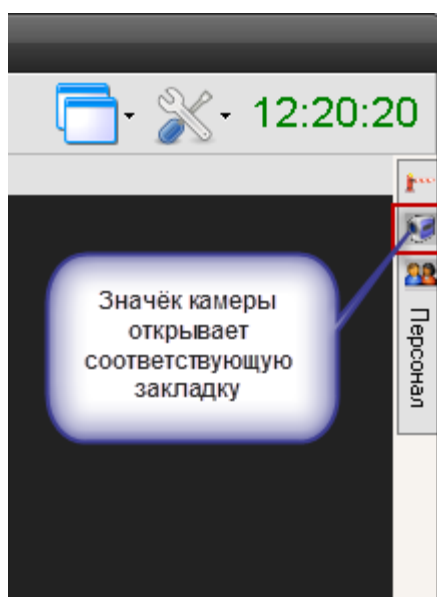 12:20:20
Значёк камеры
открывает
соответствующую
закладку
Персонал